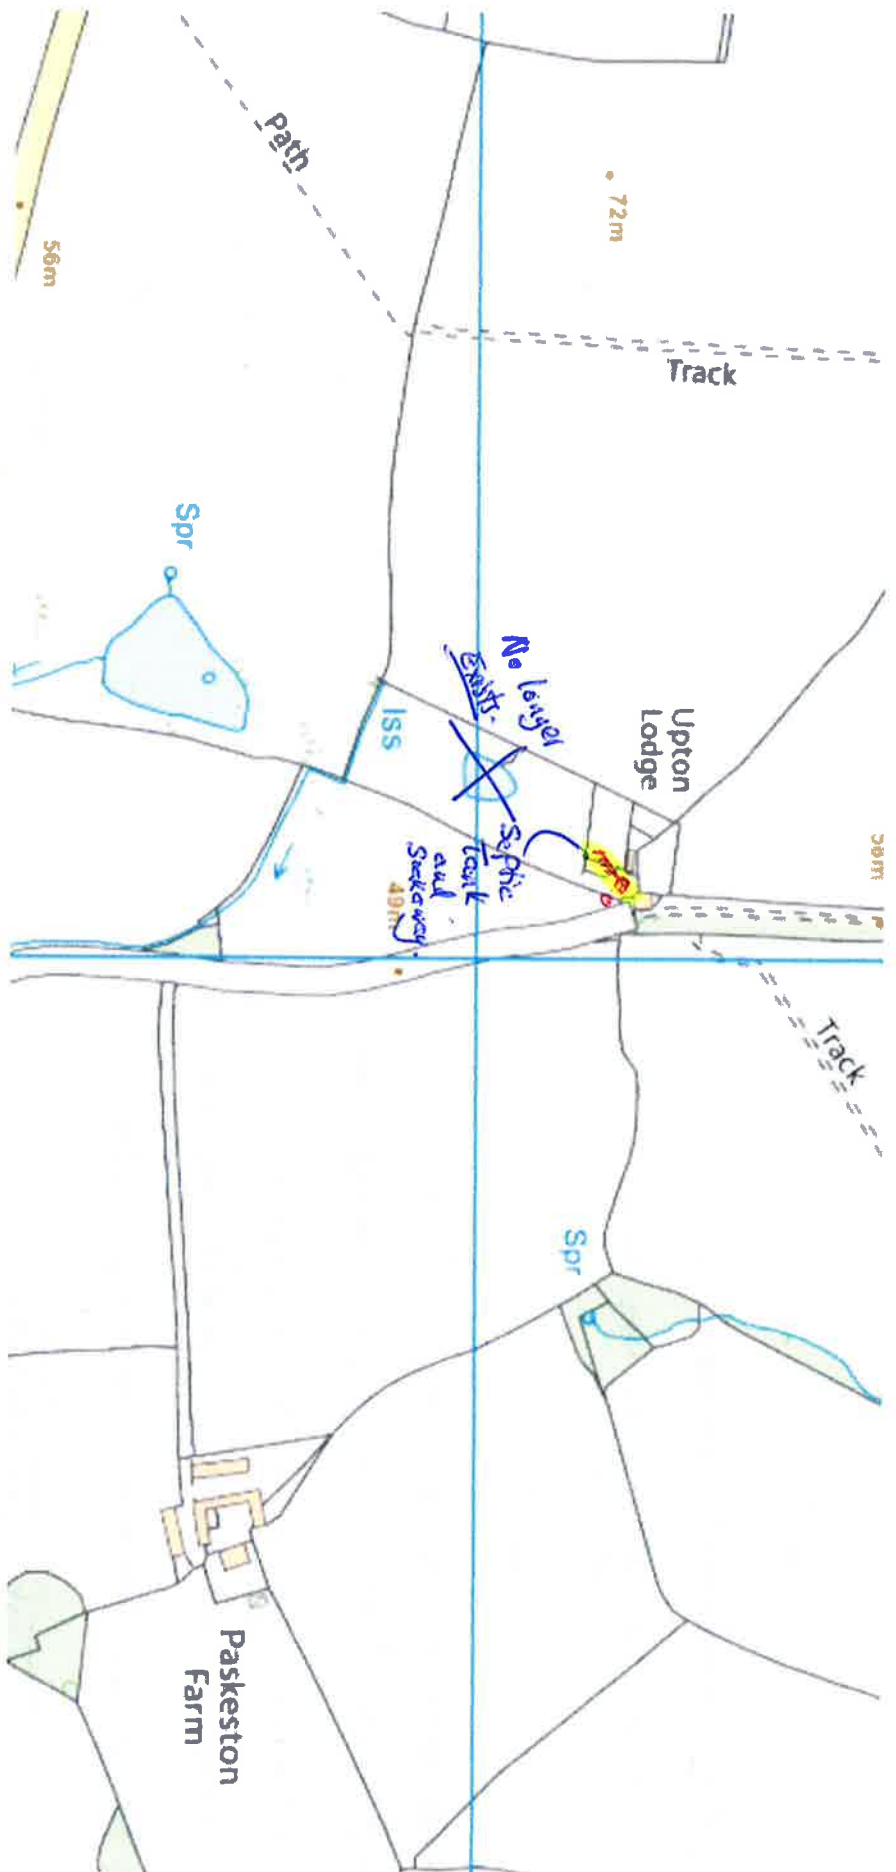 Path
72m
56m
Track
Spr
No longer
Exists.
Iss
Upton
Lodge
Septic
tank
and
Soakaway.
49m
Track
Spr
Paskeston
Farm